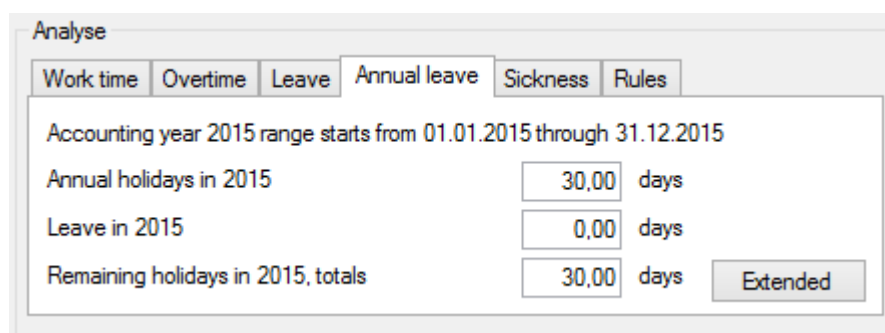 Analyse
Work time Overtime Leave Annual leave Sickness Rules
Accounting year 2015 range starts from 01.01.2015 through 31.12.2015
Annual holidays in 2015 30,00 days
Leave in 2015 0,00 days
Remaining holidays in 2015, totals 30,00 days Extended